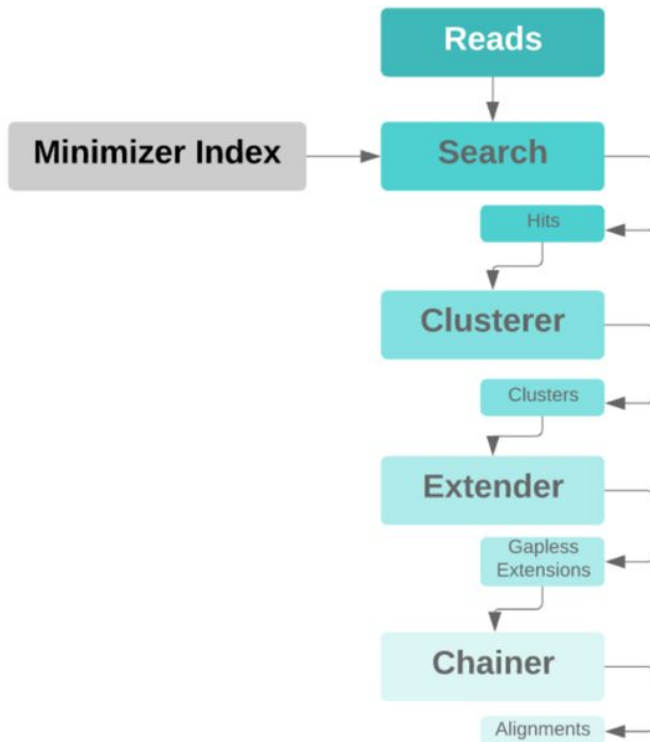 Reads
Minimizer Index
Search
Hits
Clusterer
Clusters
Extender
Gapless
Extensions
Chainer
Alignments